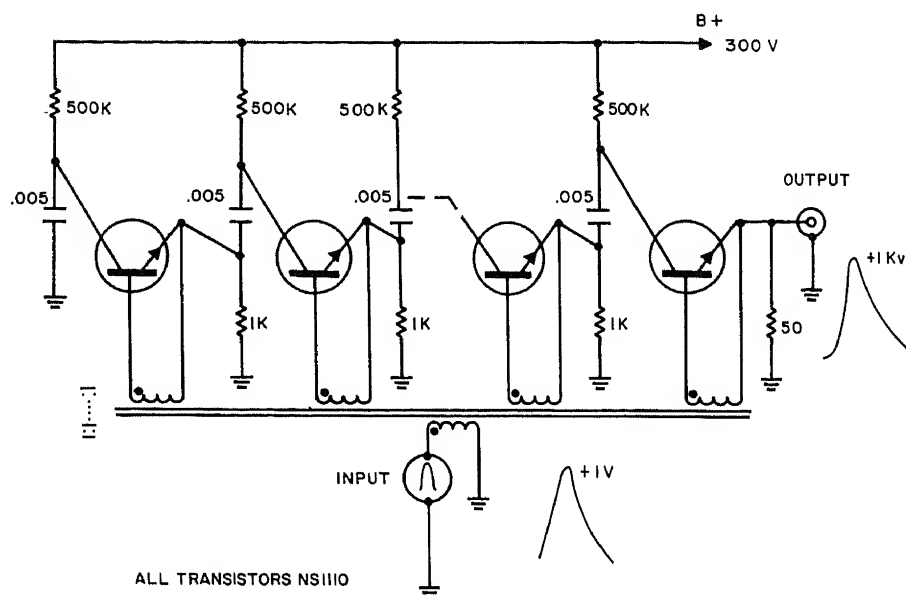 B+
300 V
500K
500K
500K
500K
.005
.005
.005
.005
OUTPUT
+1 Kv
1K
1K
1K
50
INPUT
+1V
ALL TRANSISTORS NS1110